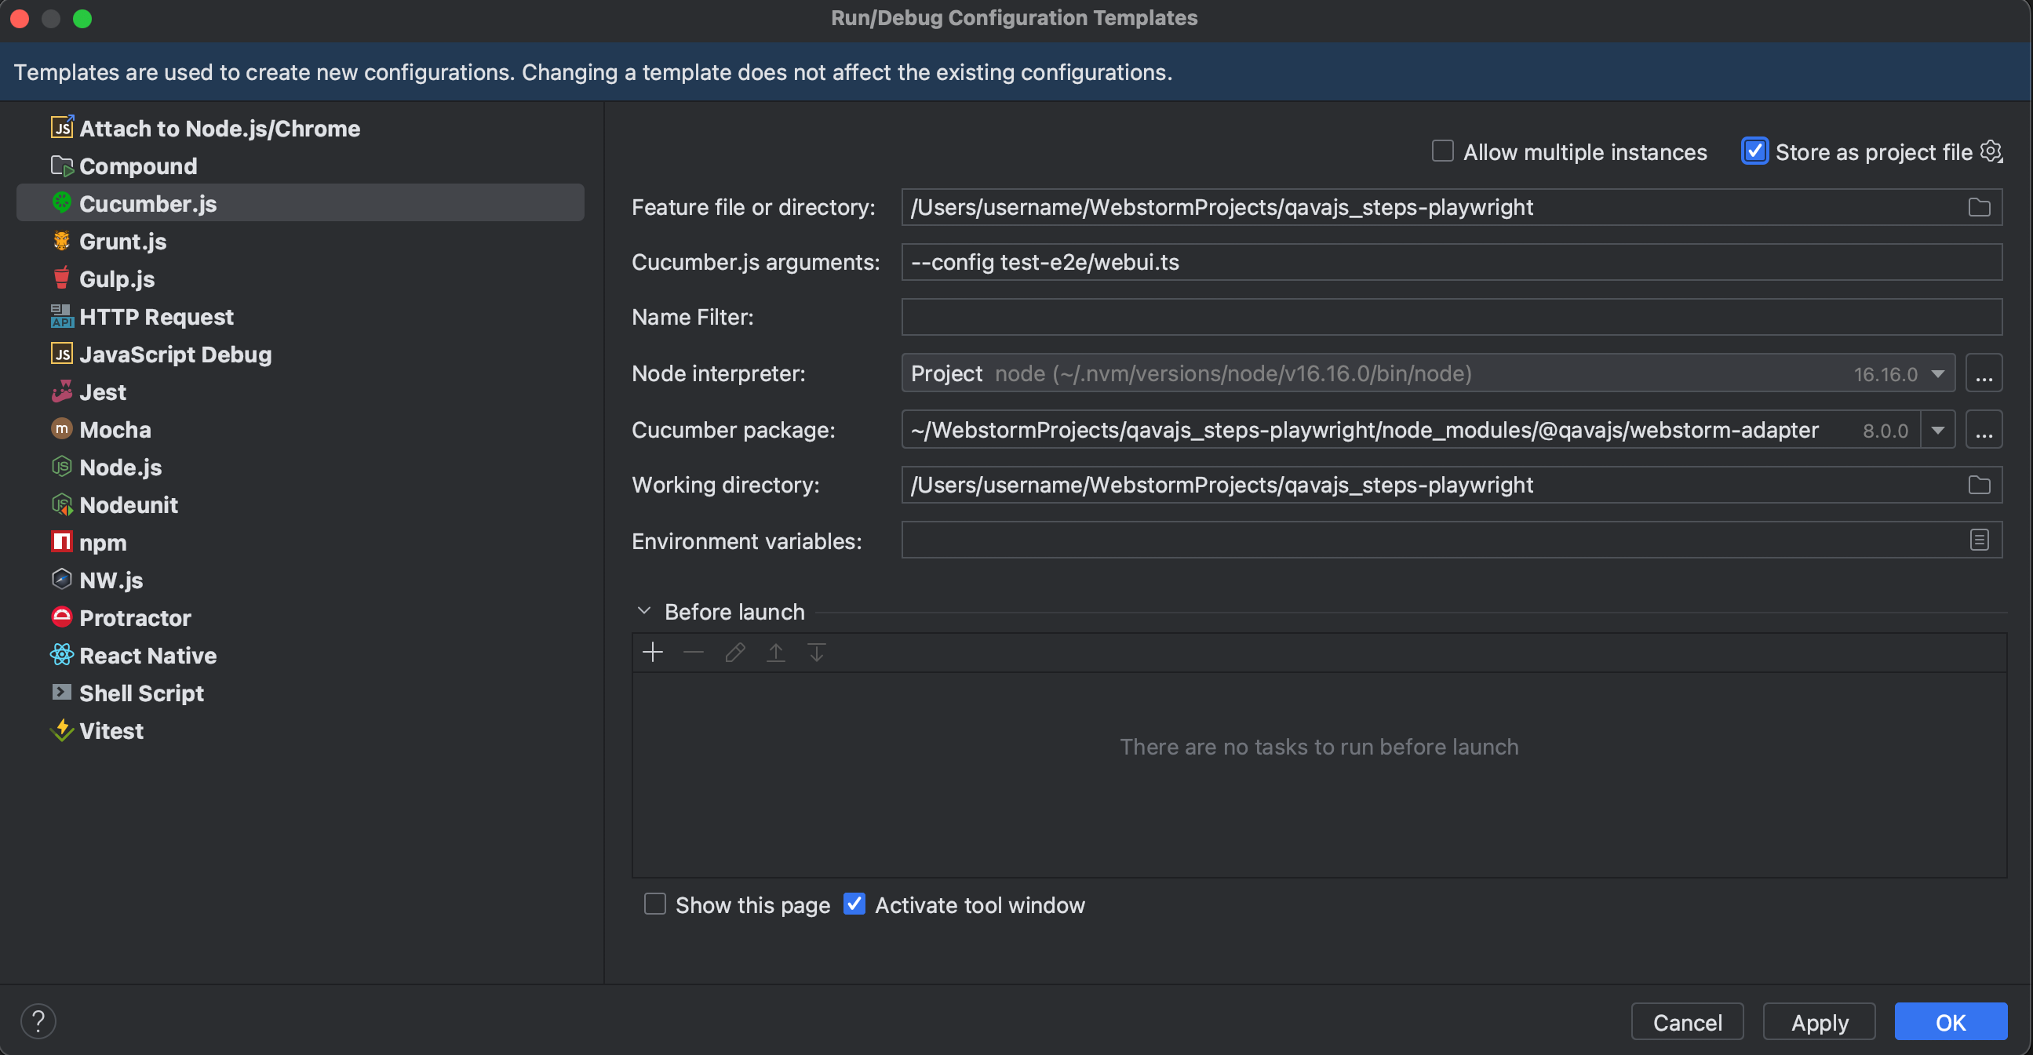 Run/Debug Configuration Templates
Templates are used to create new configurations. Changing a template does not affect the existing configurations.
Attach to Node.js/Chrome
Compound
Cucumber.js
Grunt.js
Gulp.js
HTTP Request
JavaScript Debug
Jest
Mocha
Node.js
Nodeunit
npm
NW.js
Protractor
React Native
Shell Script
Vitest
Allow multiple instances Store as project file
Feature file or directory: /Users/username/WebstormProjects/qavajs_steps-playwright
Cucumber.js arguments: --config test-e2e/webui.ts
Name Filter:
Node interpreter: Project node (~/.nvm/versions/node/v16.16.0/bin/node) 16.16.0 ...
Cucumber package: ~/WebstormProjects/qavajs_steps-playwright/node_modules/@qavajs/webstorm-adapter 8.0.0 ...
Working directory: /Users/username/WebstormProjects/qavajs_steps-playwright
Environment variables:
Before launch
There are no tasks to run before launch
Show this page Activate tool window
? Cancel Apply OK